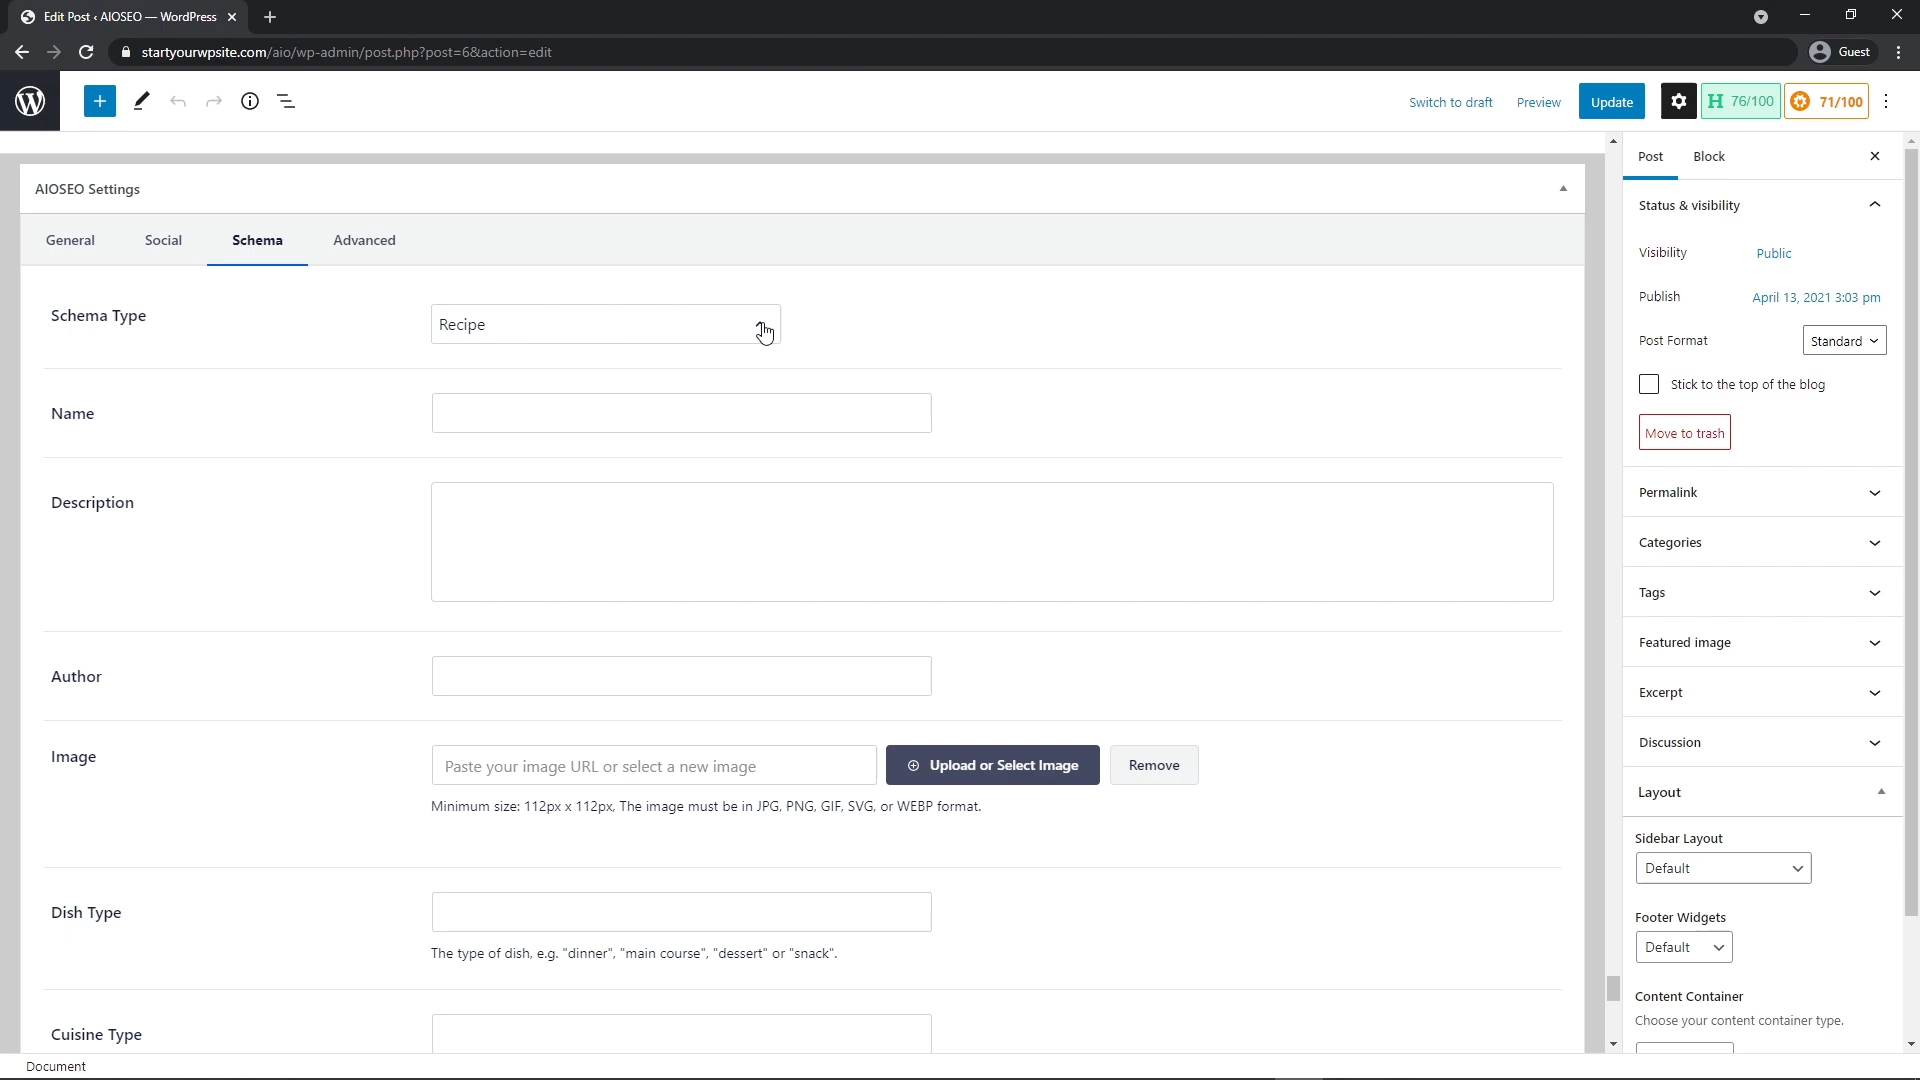 Edit Post ‹ AIOSEO — WordPress
startyourwpsite.com/aio/wp-admin/post.php?post=6&action=edit
Guest
Switch to draft
Preview
Update
H 76/100
71/100
AIOSEO Settings
General
Social
Schema
Advanced
Schema Type
Recipe
Name
Description
Author
Image
Paste your image URL or select a new image
Upload or Select Image
Remove
Minimum size: 112px x 112px, The image must be in JPG, PNG, GIF, SVG, or WEBP format.
Dish Type
The type of dish, e.g. "dinner", "main course", "dessert" or "snack".
Cuisine Type
Document
Post
Block
Status & visibility
Visibility
Public
Publish
April 13, 2021 3:03 pm
Post Format
Standard
Stick to the top of the blog
Move to trash
Permalink
Categories
Tags
Featured image
Excerpt
Discussion
Layout
Sidebar Layout
Default
Footer Widgets
Default
Content Container
Choose your content container type.